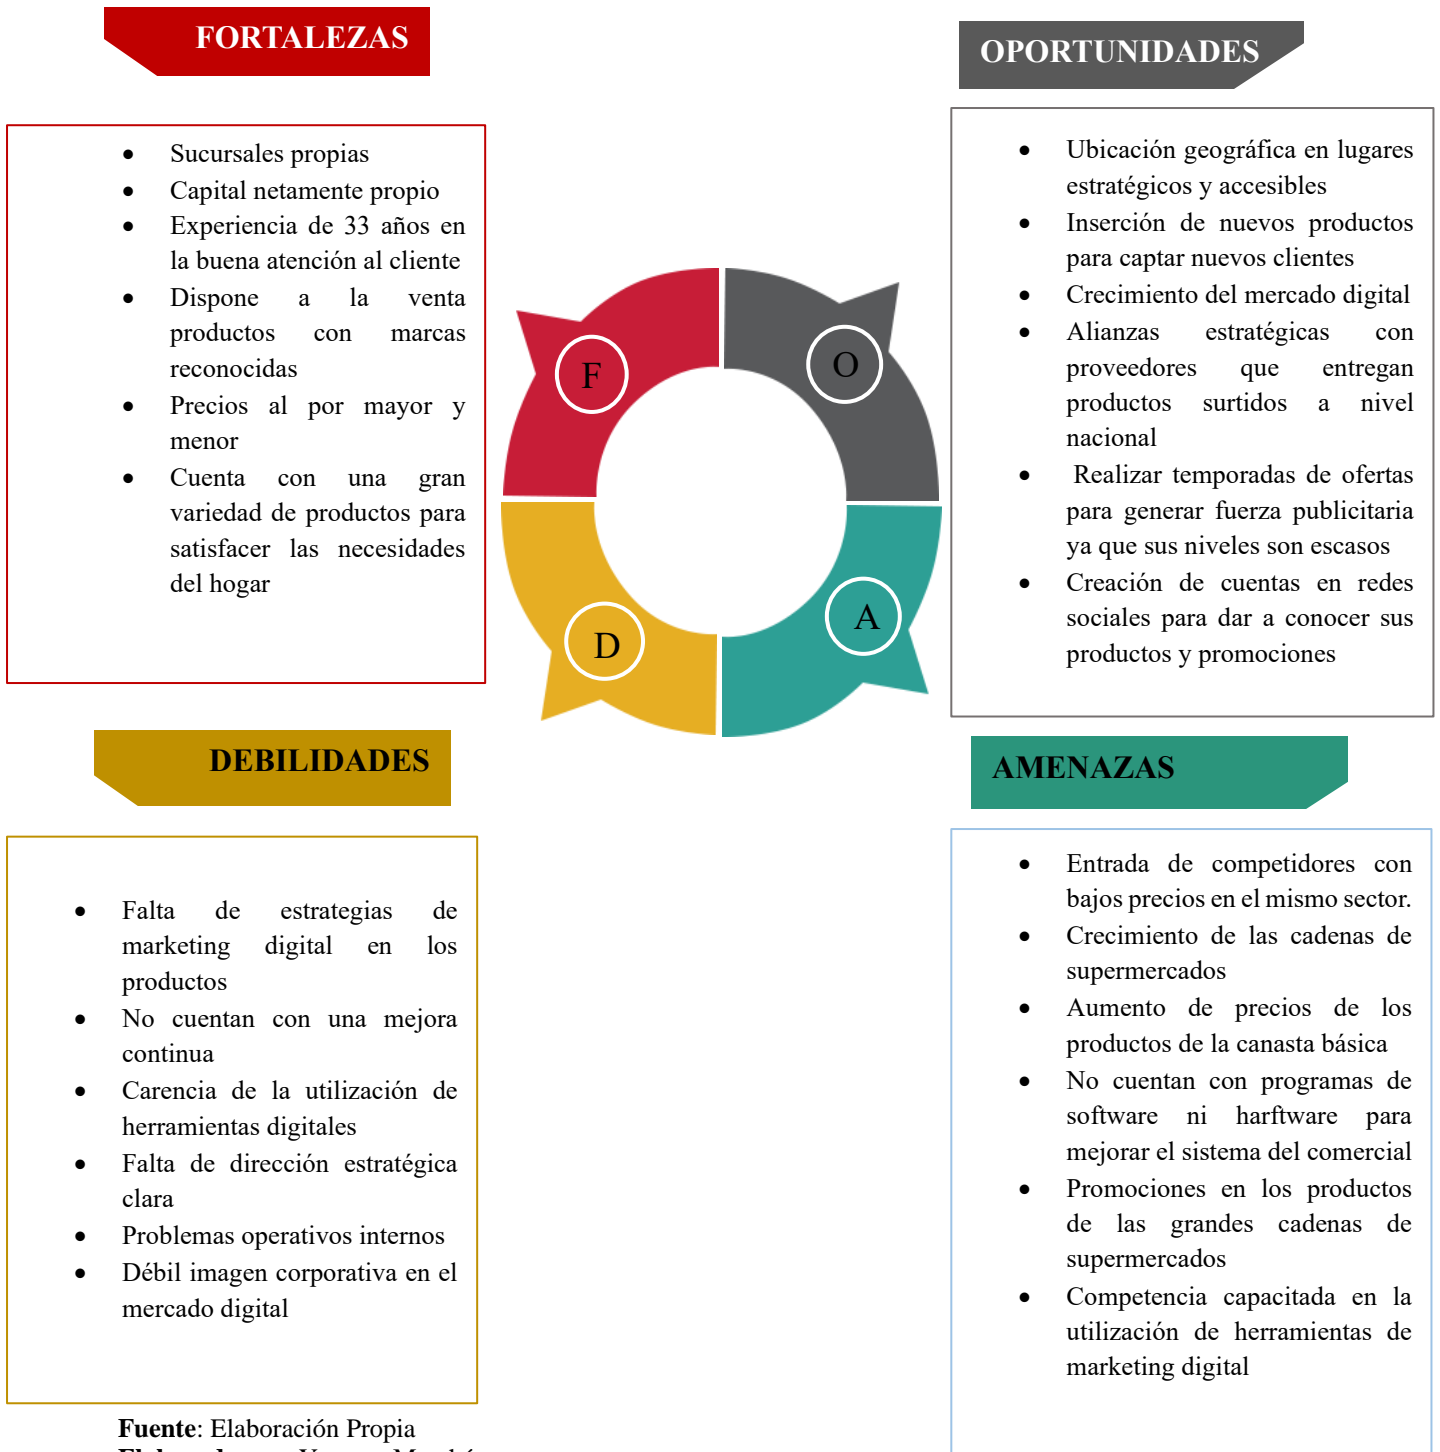 FORTALEZAS
• Sucursales propias
• Capital netamente propio
• Experiencia de 33 años en
la buena atención al cliente
• Dispone a la venta
productos con marcas
reconocidas
• Precios al por mayor y
menor
• Cuenta con una gran
variedad de productos para
satisfacer las necesidades
del hogar
OPORTUNIDADES
• Ubicación geográfica en lugares
estratégicos y accesibles
• Inserción de nuevos productos
para captar nuevos clientes
• Crecimiento del mercado digital
• Alianzas estratégicas con
proveedores que entregan
productos surtidos a nivel
nacional
• Realizar temporadas de ofertas
para generar fuerza publicitaria
ya que sus niveles son escasos
• Creación de cuentas en redes
sociales para dar a conocer sus
productos y promociones
F
O
D
A
DEBILIDADES
• Falta de estrategias de
marketing digital en los
productos
• No cuentan con una mejora
continua
• Carencia de la utilización de
herramientas digitales
• Falta de dirección estratégica
clara
• Problemas operativos internos
• Débil imagen corporativa en el
mercado digital
AMENAZAS
• Entrada de competidores con
bajos precios en el mismo sector.
• Crecimiento de las cadenas de
supermercados
• Aumento de precios de los
productos de la canasta básica
• No cuentan con programas de
software ni harftware para
mejorar el sistema del comercial
• Promociones en los productos
de las grandes cadenas de
supermercados
• Competencia capacitada en la
utilización de herramientas de
marketing digital
Fuente: Elaboración Propia